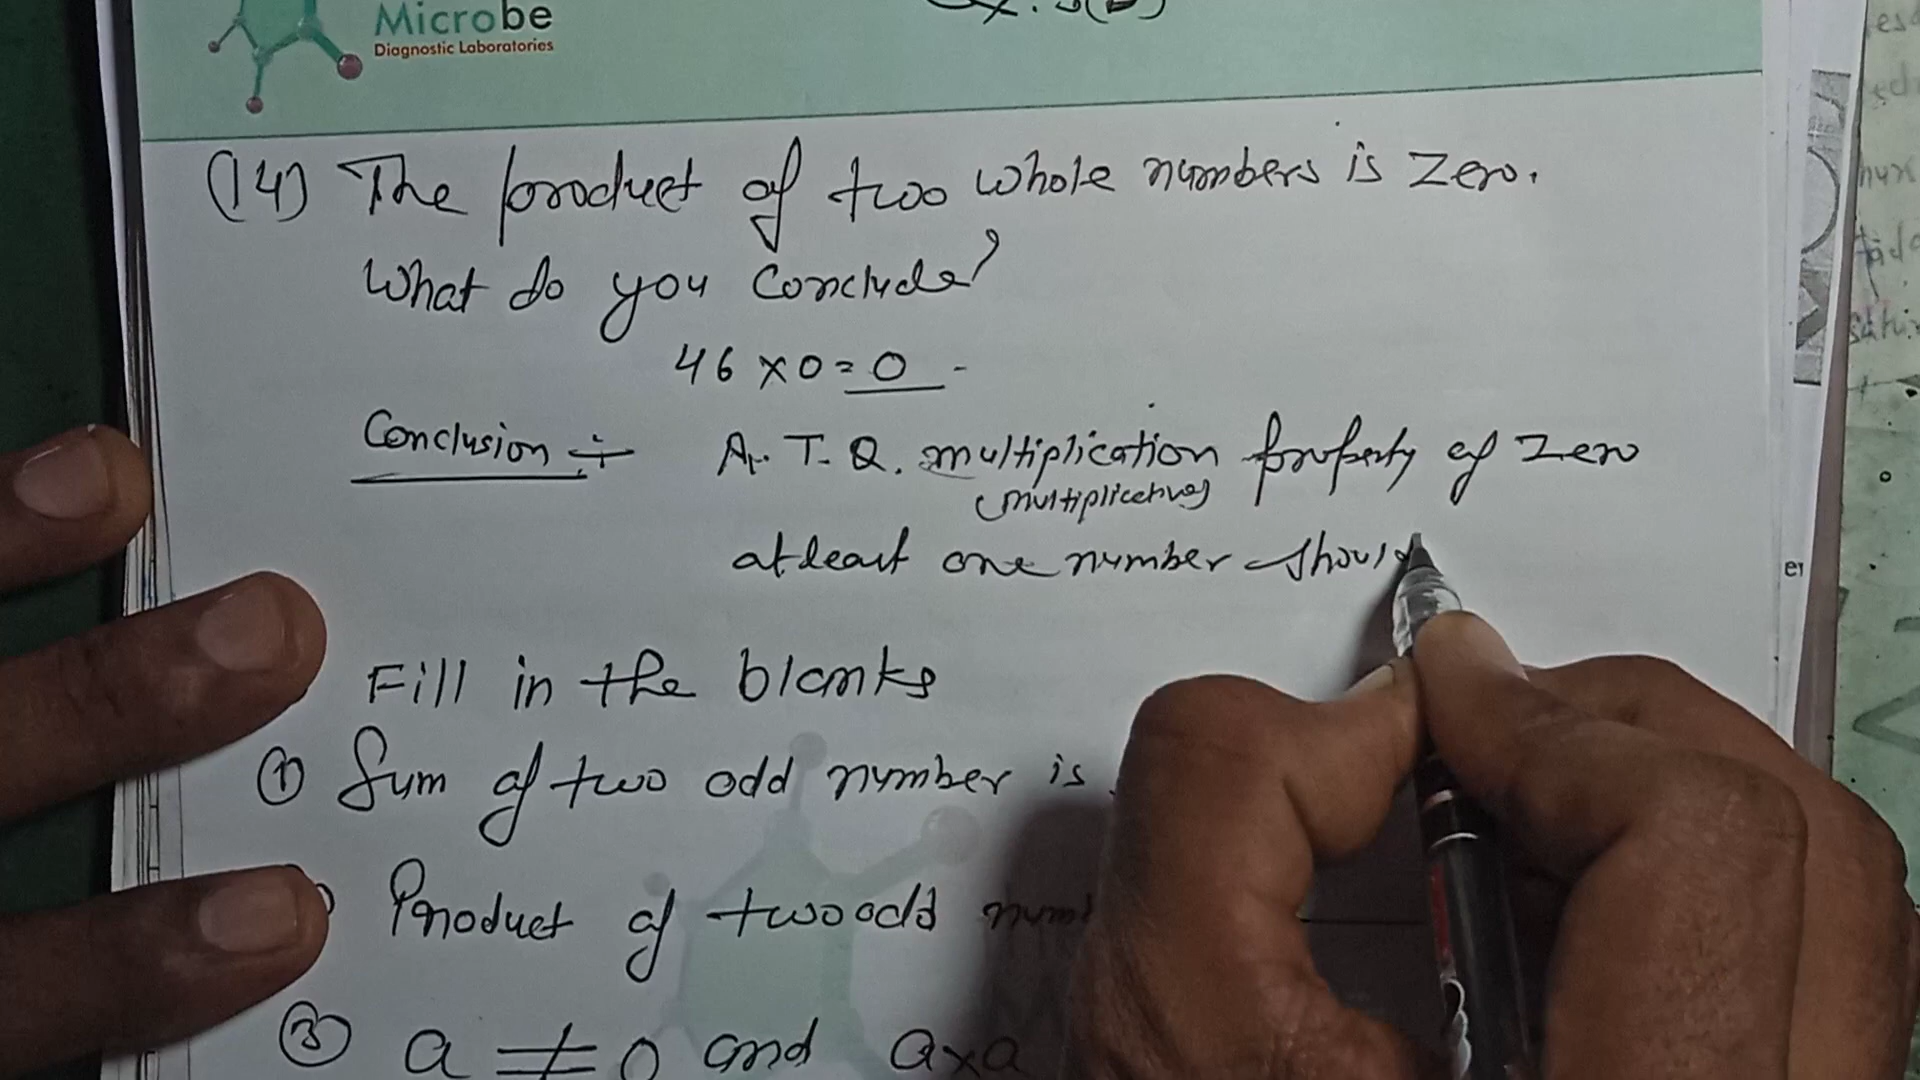 Microbe
Diagnostic Laboratories
(14) The product of two whole numbers is zero.
What do you conclude?
46 × 0 = 0
Conclusion ÷ A. T. Q. multiplication property of zero
(multiplicative)
atleast one number should
er
Fill in the blanks
① Sum of two odd number is
Product of two odd num
③ a ≠ 0 and a×a